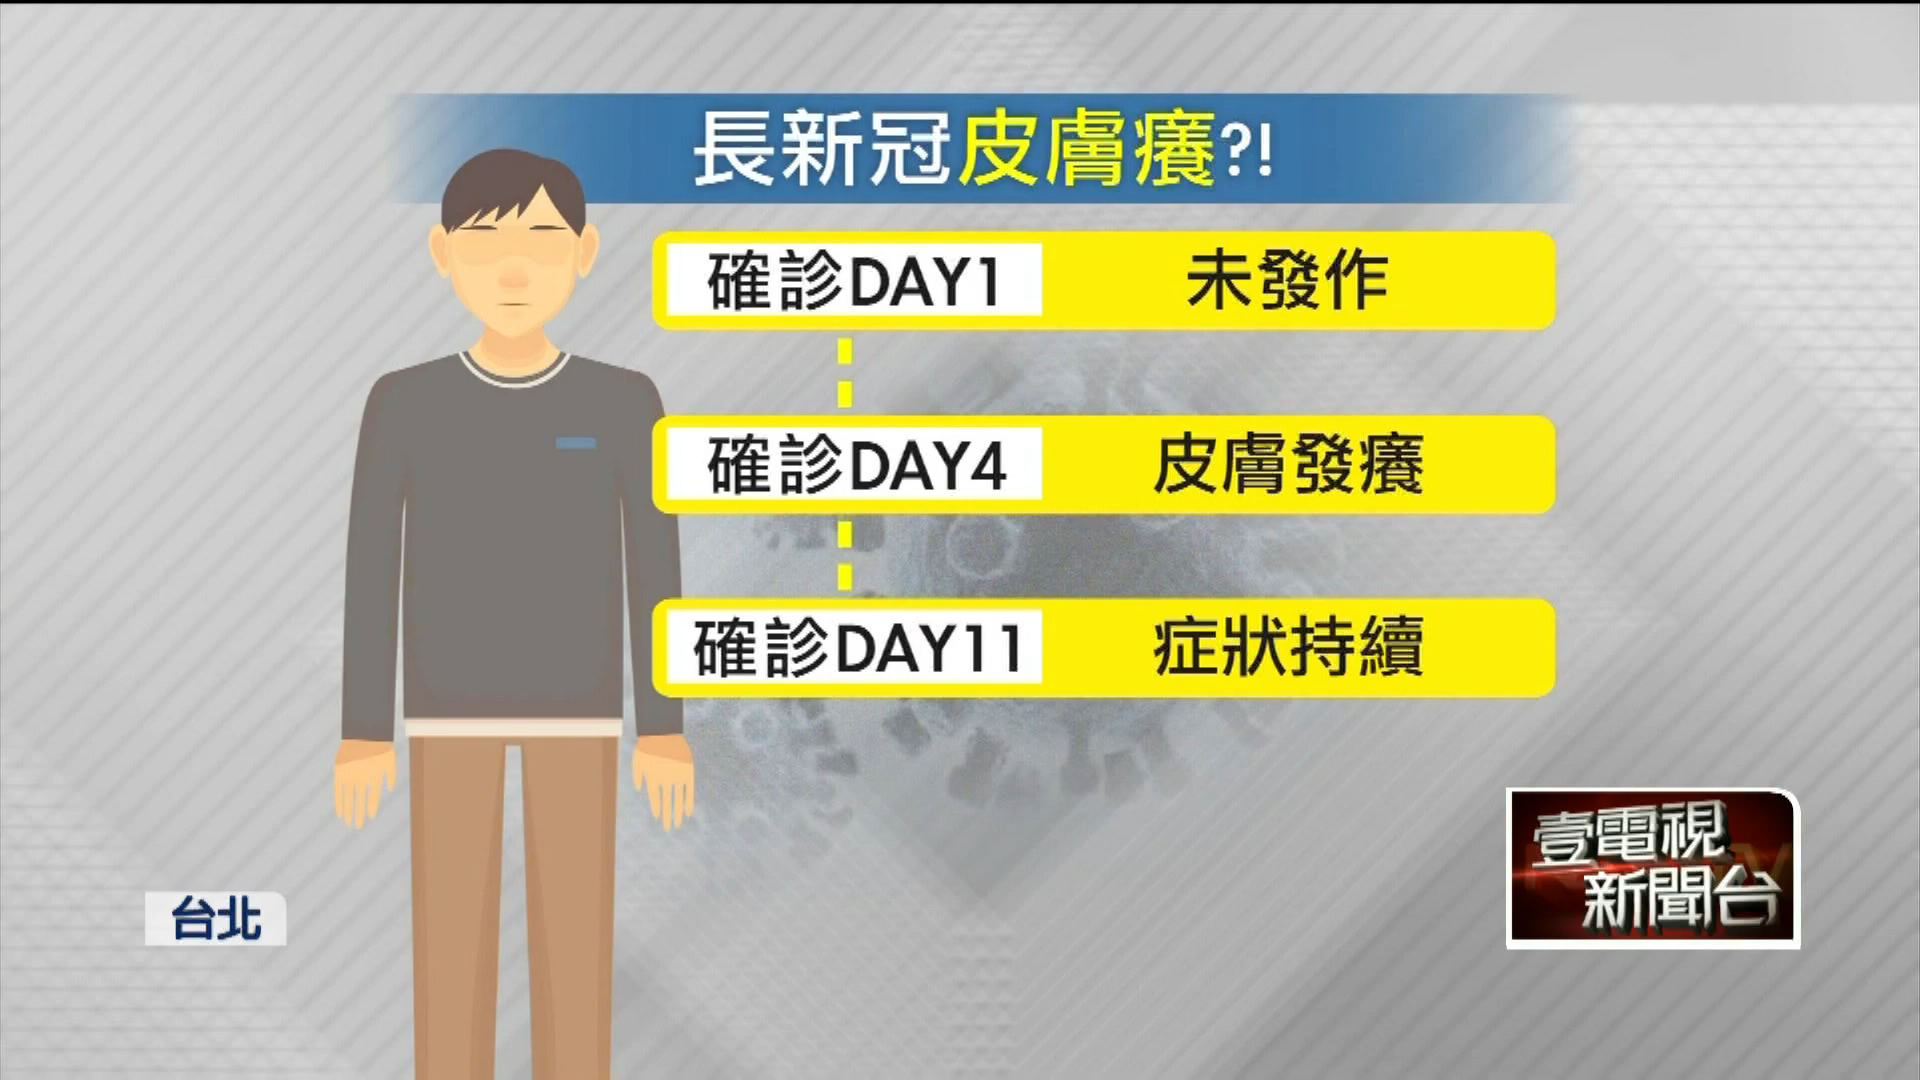 長新冠皮膚癢?!
確診DAY1 未發作
確診DAY4 皮膚發癢
確診DAY11 症狀持續
台北
壹電視
新聞台